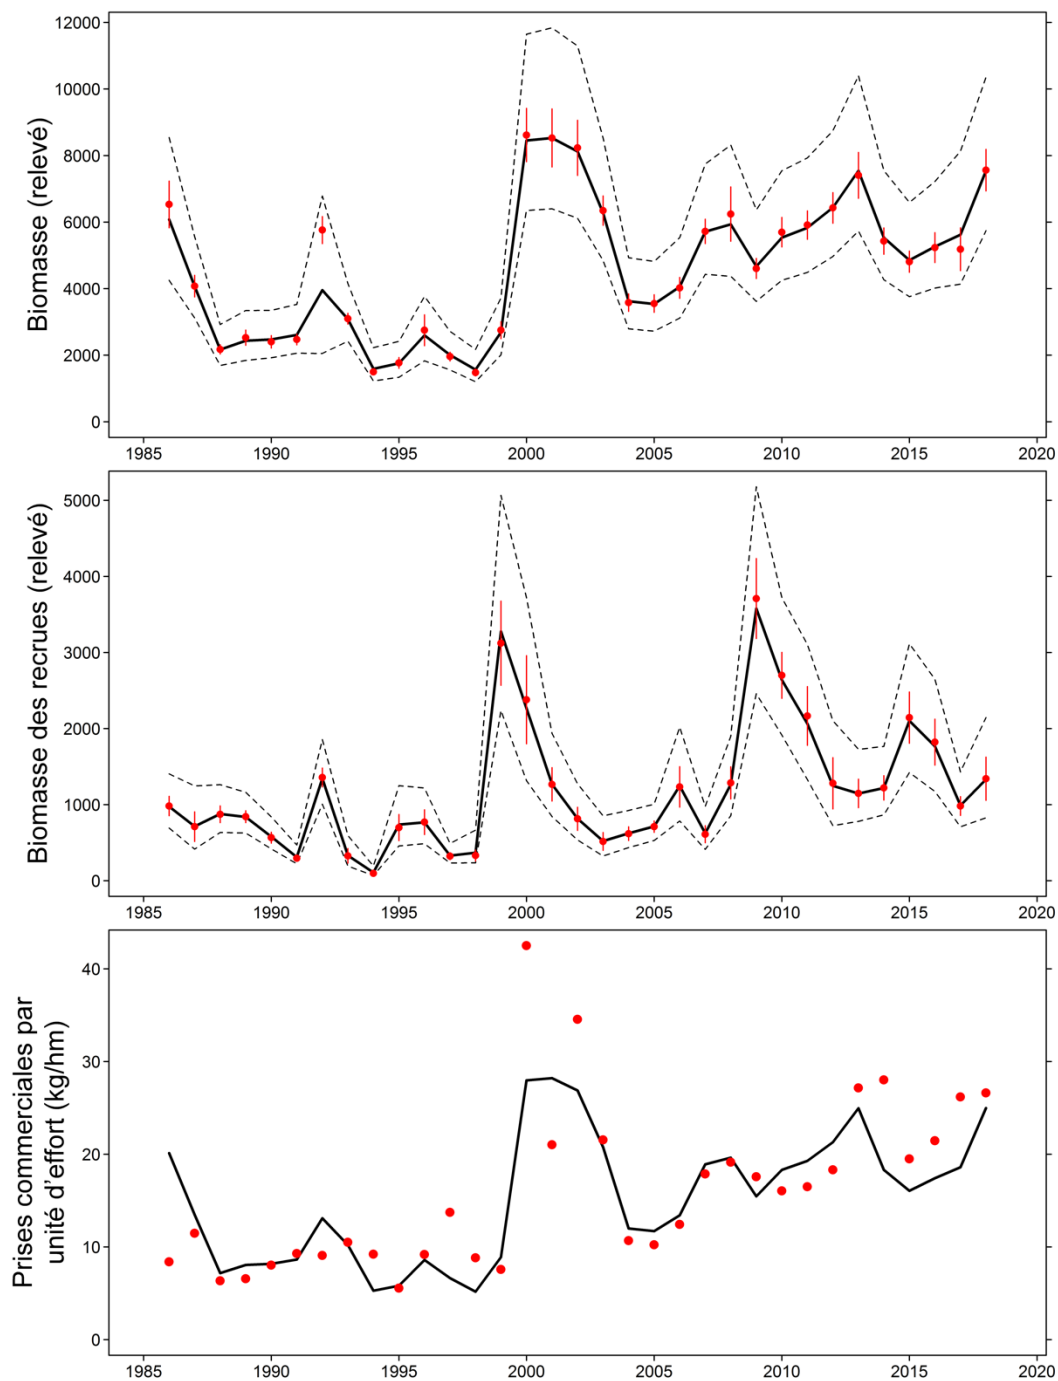 Biomasse (relevé)
12000
10000
8000
6000
4000
2000
0
1985 1990 1995 2000 2005 2010 2015 2020
Biomasse des recrues (relevé)
5000
4000
3000
2000
1000
0
1985 1990 1995 2000 2005 2010 2015 2020
Prises commerciales par
unité d'effort (kg/hm)
40
30
20
10
0
1985 1990 1995 2000 2005 2010 2015 2020